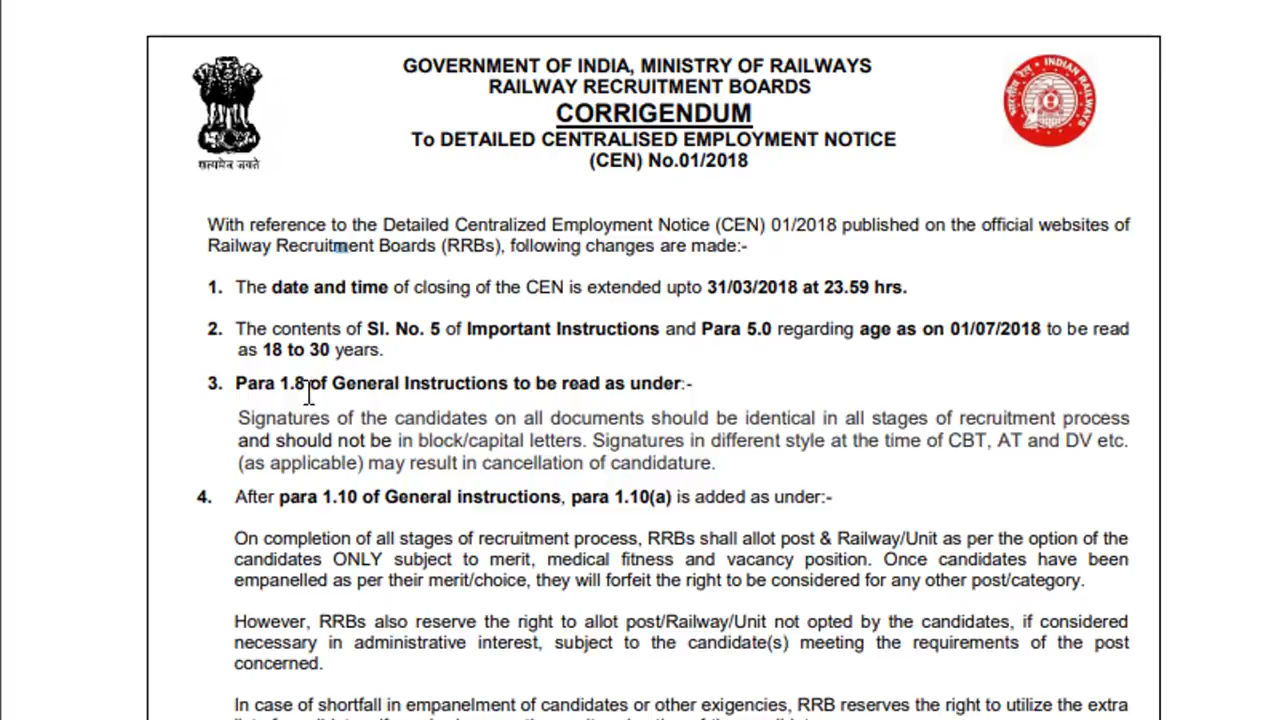 GOVERNMENT OF INDIA, MINISTRY OF RAILWAYS
RAILWAY RECRUITMENT BOARDS
CORRIGENDUM
To DETAILED CENTRALISED EMPLOYMENT NOTICE
(CEN) No.01/2018
सत्यमेव जयते
भारतीय रेल • INDIAN RAILWAYS
With reference to the Detailed Centralized Employment Notice (CEN) 01/2018 published on the official websites of
Railway Recruitment Boards (RRBs), following changes are made:-
1. The date and time of closing of the CEN is extended upto 31/03/2018 at 23.59 hrs.
2. The contents of Sl. No. 5 of Important Instructions and Para 5.0 regarding age as on 01/07/2018 to be read
as 18 to 30 years.
3. Para 1.8 of General Instructions to be read as under:-
Signatures of the candidates on all documents should be identical in all stages of recruitment process
and should not be in block/capital letters. Signatures in different style at the time of CBT, AT and DV etc.
(as applicable) may result in cancellation of candidature.
4. After para 1.10 of General instructions, para 1.10(a) is added as under:-
On completion of all stages of recruitment process, RRBs shall allot post & Railway/Unit as per the option of the
candidates ONLY subject to merit, medical fitness and vacancy position. Once candidates have been
empanelled as per their merit/choice, they will forfeit the right to be considered for any other post/category.
However, RRBs also reserve the right to allot post/Railway/Unit not opted by the candidates, if considered
necessary in administrative interest, subject to the candidate(s) meeting the requirements of the post
concerned.
In case of shortfall in empanelment of candidates or other exigencies, RRB reserves the right to utilize the extra